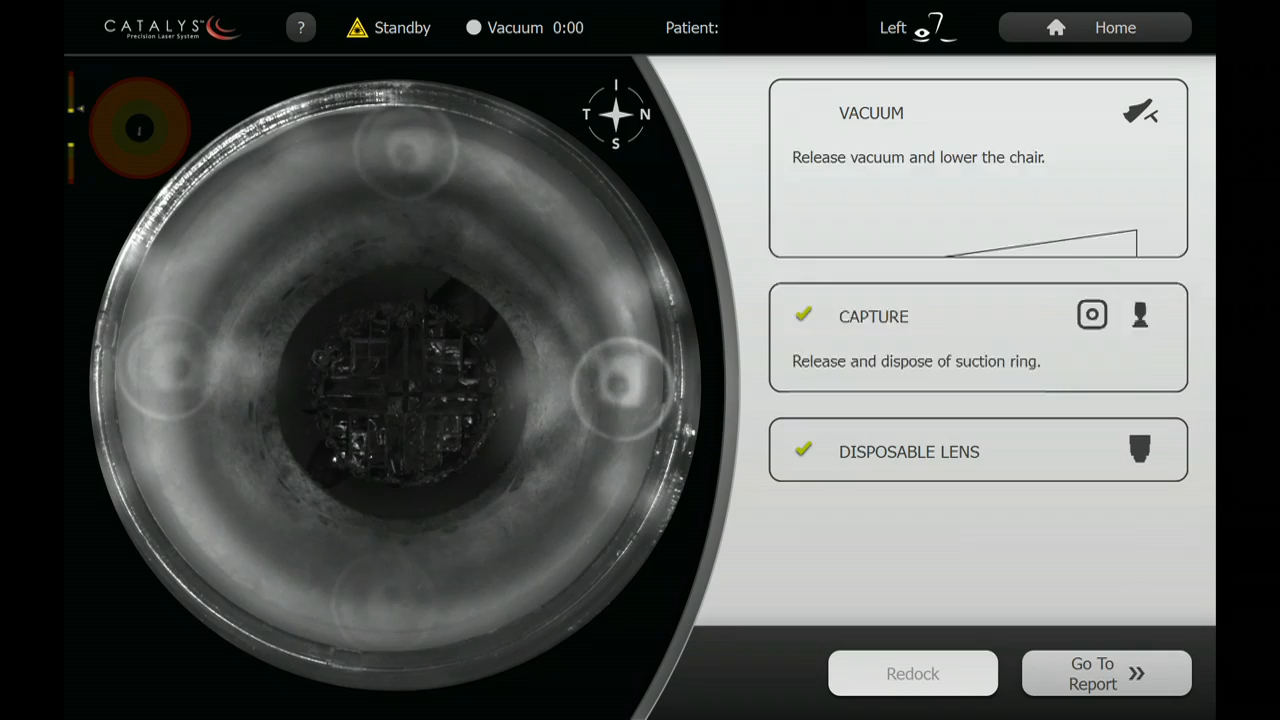 CATALYS™
Precision Laser System
?
Standby
Vacuum 0:00
Patient:
Left
Home
I
T N
S
VACUUM
Release vacuum and lower the chair.
CAPTURE
Release and dispose of suction ring.
DISPOSABLE LENS
Redock
Go To
Report